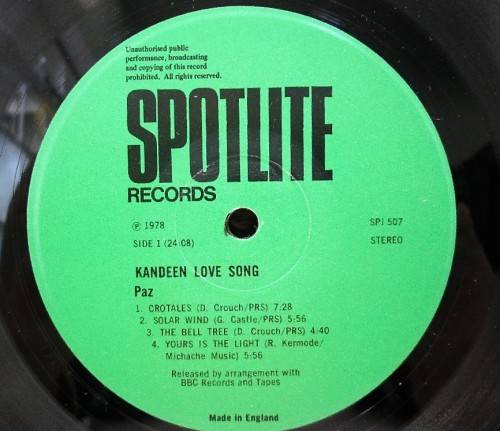 Unauthorised public
performance, broadcasting
and copying of this record
prohibited. All rights reserved.
SPOTLITE
RECORDS
℗ 1978
SPJ 507
SIDE 1 (24:08)
STEREO
KANDEEN LOVE SONG
Paz
1. CROTALES (D. Crouch/PRS) 7:28
2. SOLAR WIND (G. Castle/PRS) 5:56
3. THE BELL TREE (D. Crouch/PRS) 4:40
4. YOURS IS THE LIGHT (R. Kermode/
Michache Music) 5:56
Released by arrangement with
BBC Records and Tapes
Made in England